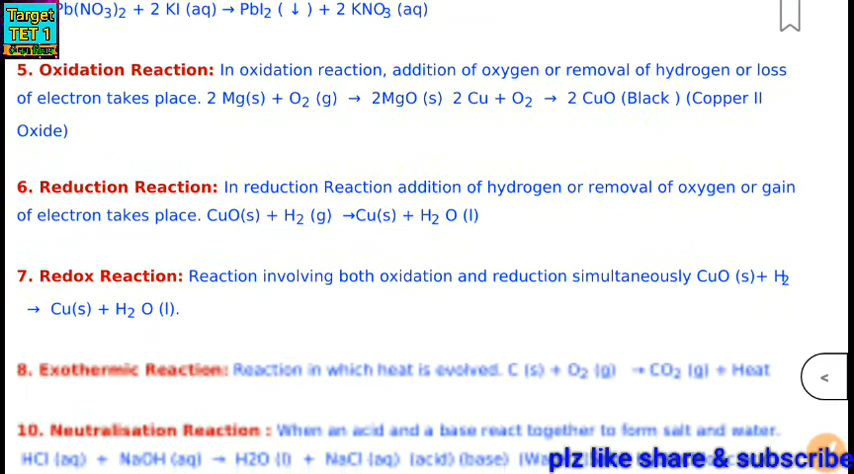 Target
TET 1
Pb(NO3)2 + 2 KI (aq) → PbI2 ( ↓ ) + 2 KNO3 (aq)
5. Oxidation Reaction: In oxidation reaction, addition of oxygen or removal of hydrogen or loss
of electron takes place. 2 Mg(s) + O2 (g) → 2MgO (s) 2 Cu + O2 → 2 CuO (Black ) (Copper II
Oxide)
6. Reduction Reaction: In reduction Reaction addition of hydrogen or removal of oxygen or gain
of electron takes place. CuO(s) + H2 (g) →Cu(s) + H2 O (l)
7. Redox Reaction: Reaction involving both oxidation and reduction simultaneously CuO (s)+ H2
→ Cu(s) + H2 O (l).
8. Exothermic Reaction: Reaction in which heat is evolved. C (s) + O2 (g) →CO2 (g) + Heat
10. Neutralisation Reaction : When an acid and a base react together to form salt and water.
HCl (aq) + NaOH (aq) → H2O (l) + NaCl (aq) (acid) (base) (Wa
plz like share & subscribe